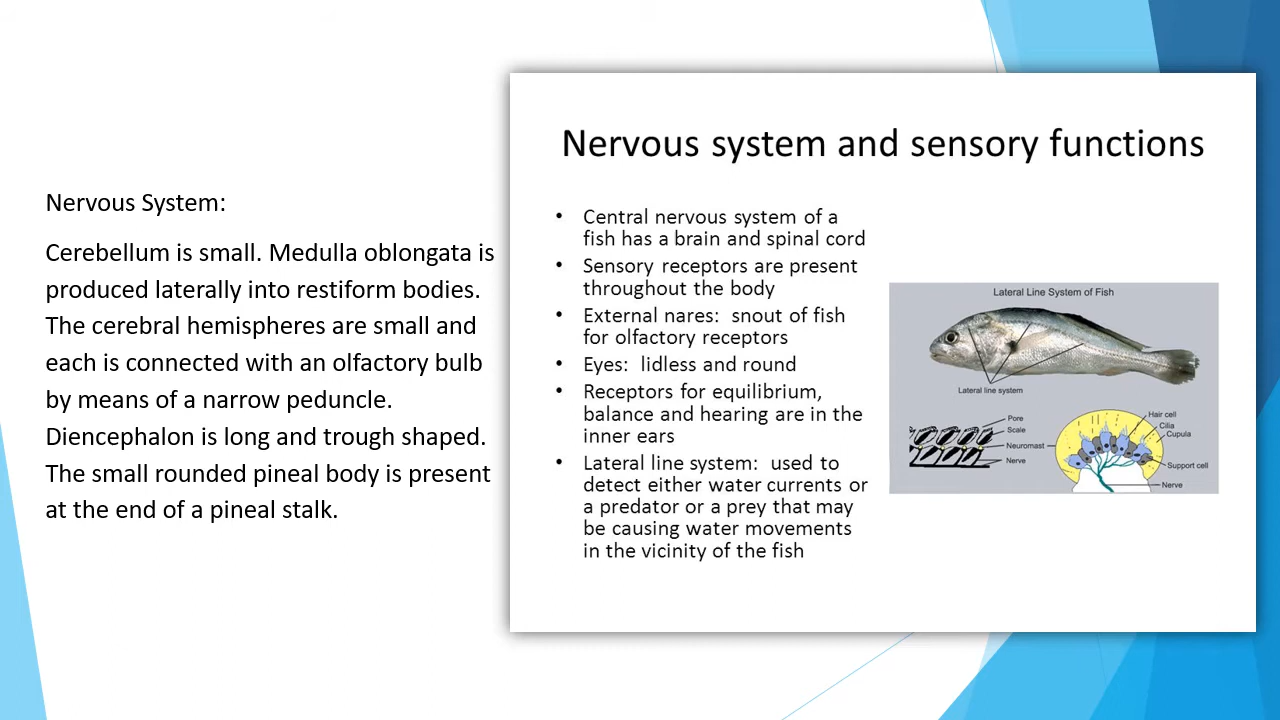 Nervous System:
Cerebellum is small. Medulla oblongata is
produced laterally into restiform bodies.
The cerebral hemispheres are small and
each is connected with an olfactory bulb
by means of a narrow peduncle.
Diencephalon is long and trough shaped.
The small rounded pineal body is present
at the end of a pineal stalk.
Nervous system and sensory functions
• Central nervous system of a
fish has a brain and spinal cord
• Sensory receptors are present
throughout the body
• External nares: snout of fish
for olfactory receptors
• Eyes: lidless and round
• Receptors for equilibrium,
balance and hearing are in the
inner ears
• Lateral line system: used to
detect either water currents or
a predator or a prey that may
be causing water movements
in the vicinity of the fish
Lateral Line System of Fish
Lateral line system
Pore
Scale
Neuromast
Nerve
Hair cell
Cilia
Cupula
Support cell
Nerve